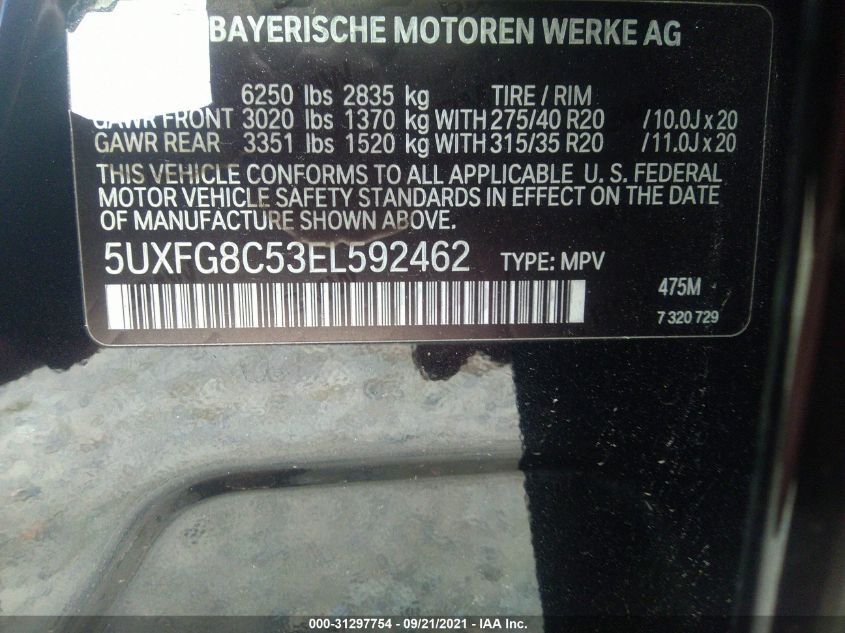 BAYERISCHE MOTOREN WERKE AG
6250 lbs 2835 kg TIRE / RIM
GAWR FRONT 3020 lbs 1370 kg WITH 275/40 R20 /10.0J x 20
GAWR REAR 3351 lbs 1520 kg WITH 315/35 R20 /11.0J x 20
THIS VEHICLE CONFORMS TO ALL APPLICABLE U. S. FEDERAL
MOTOR VEHICLE SAFETY STANDARDS IN EFFECT ON THE DATE
OF MANUFACTURE SHOWN ABOVE.
5UXFG8C53EL592462 TYPE: MPV
475M
7 320 729
000-31297754 - 09/21/2021 - IAA Inc.